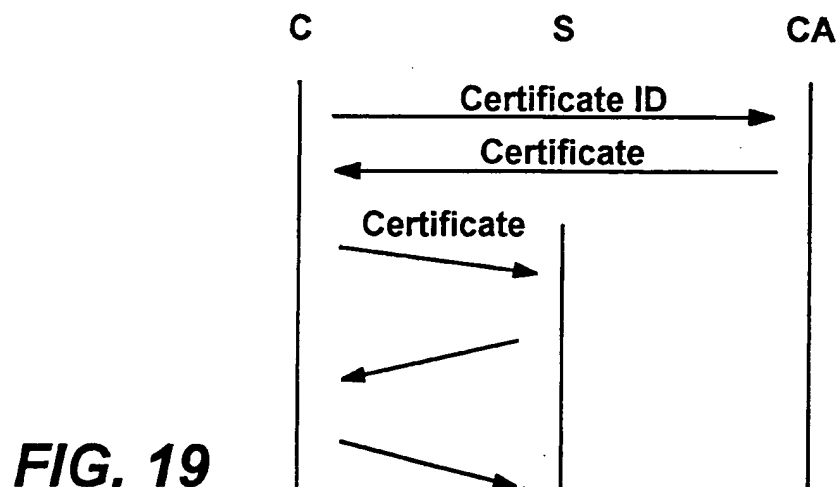 C S CA
Certificate ID
Certificate
Certificate
FIG. 19